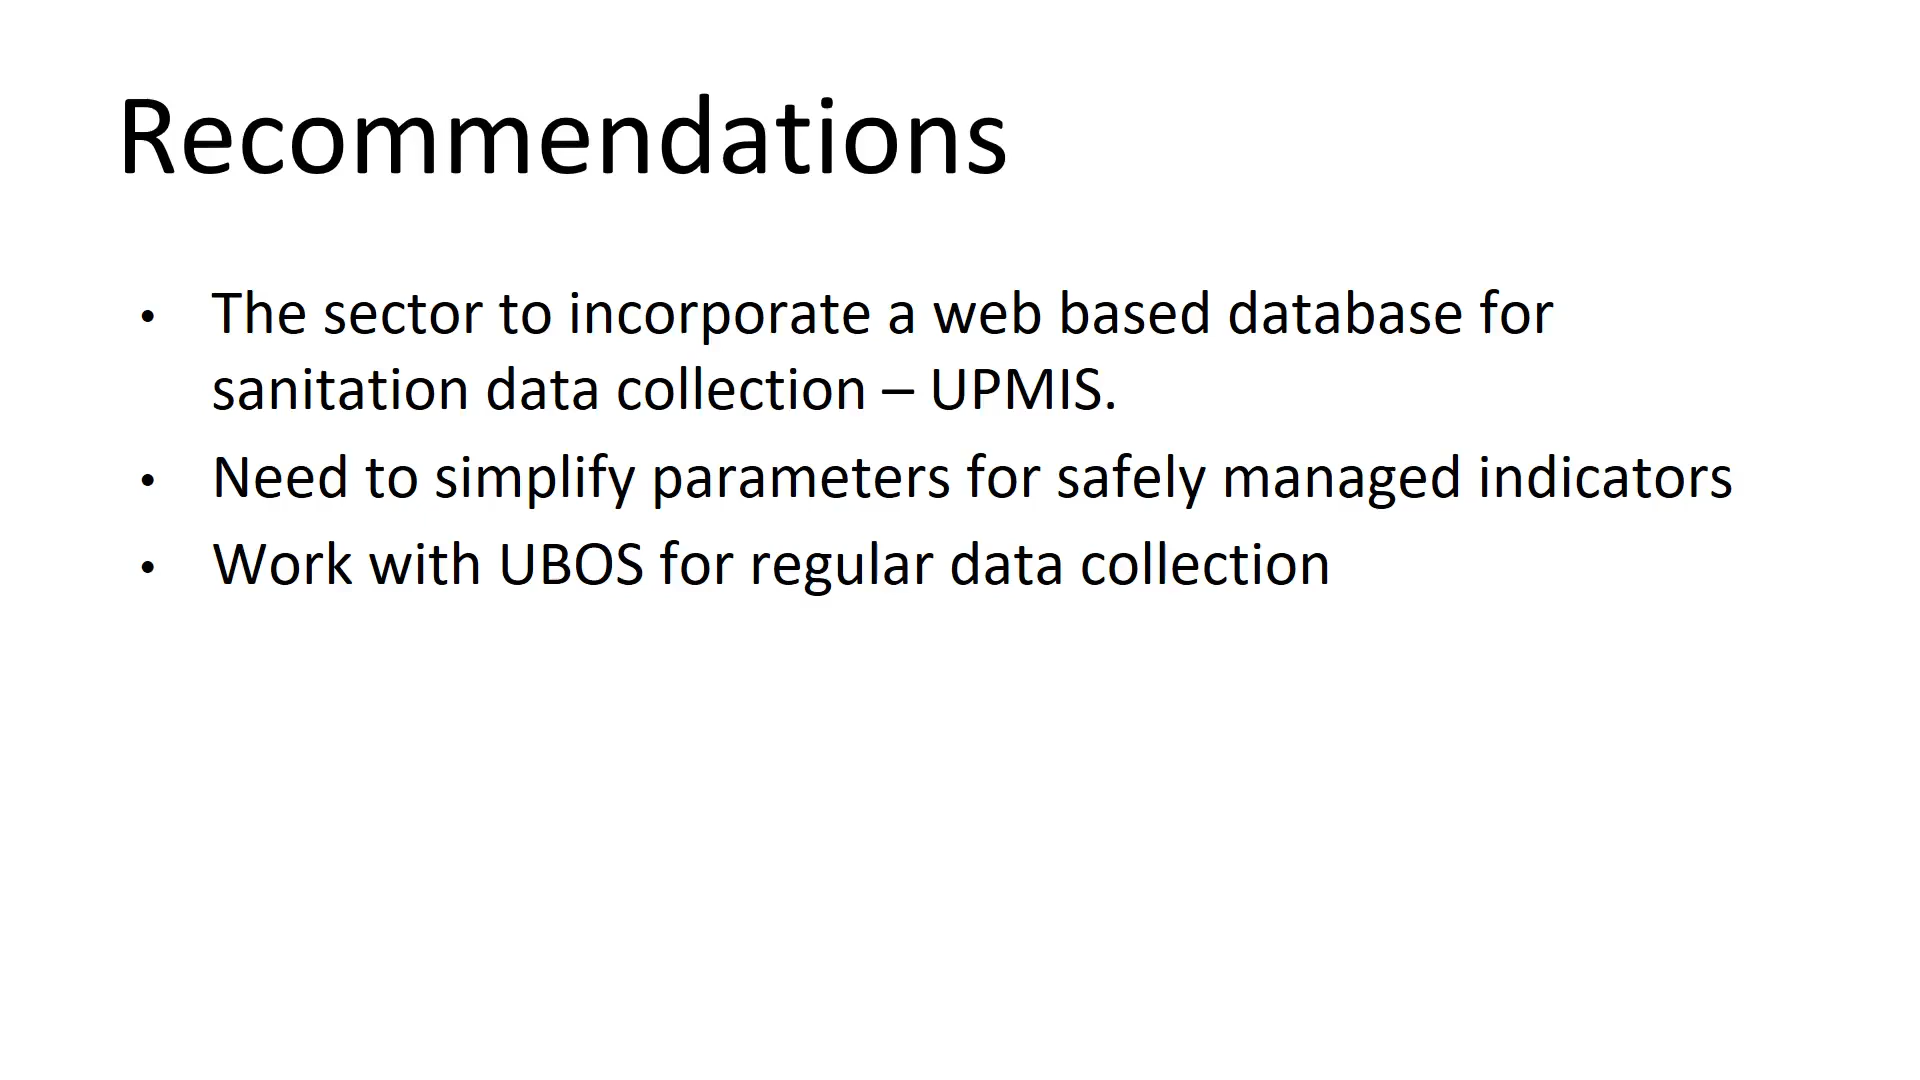 Recommendations
• The sector to incorporate a web based database for
sanitation data collection – UPMIS.
• Need to simplify parameters for safely managed indicators
• Work with UBOS for regular data collection